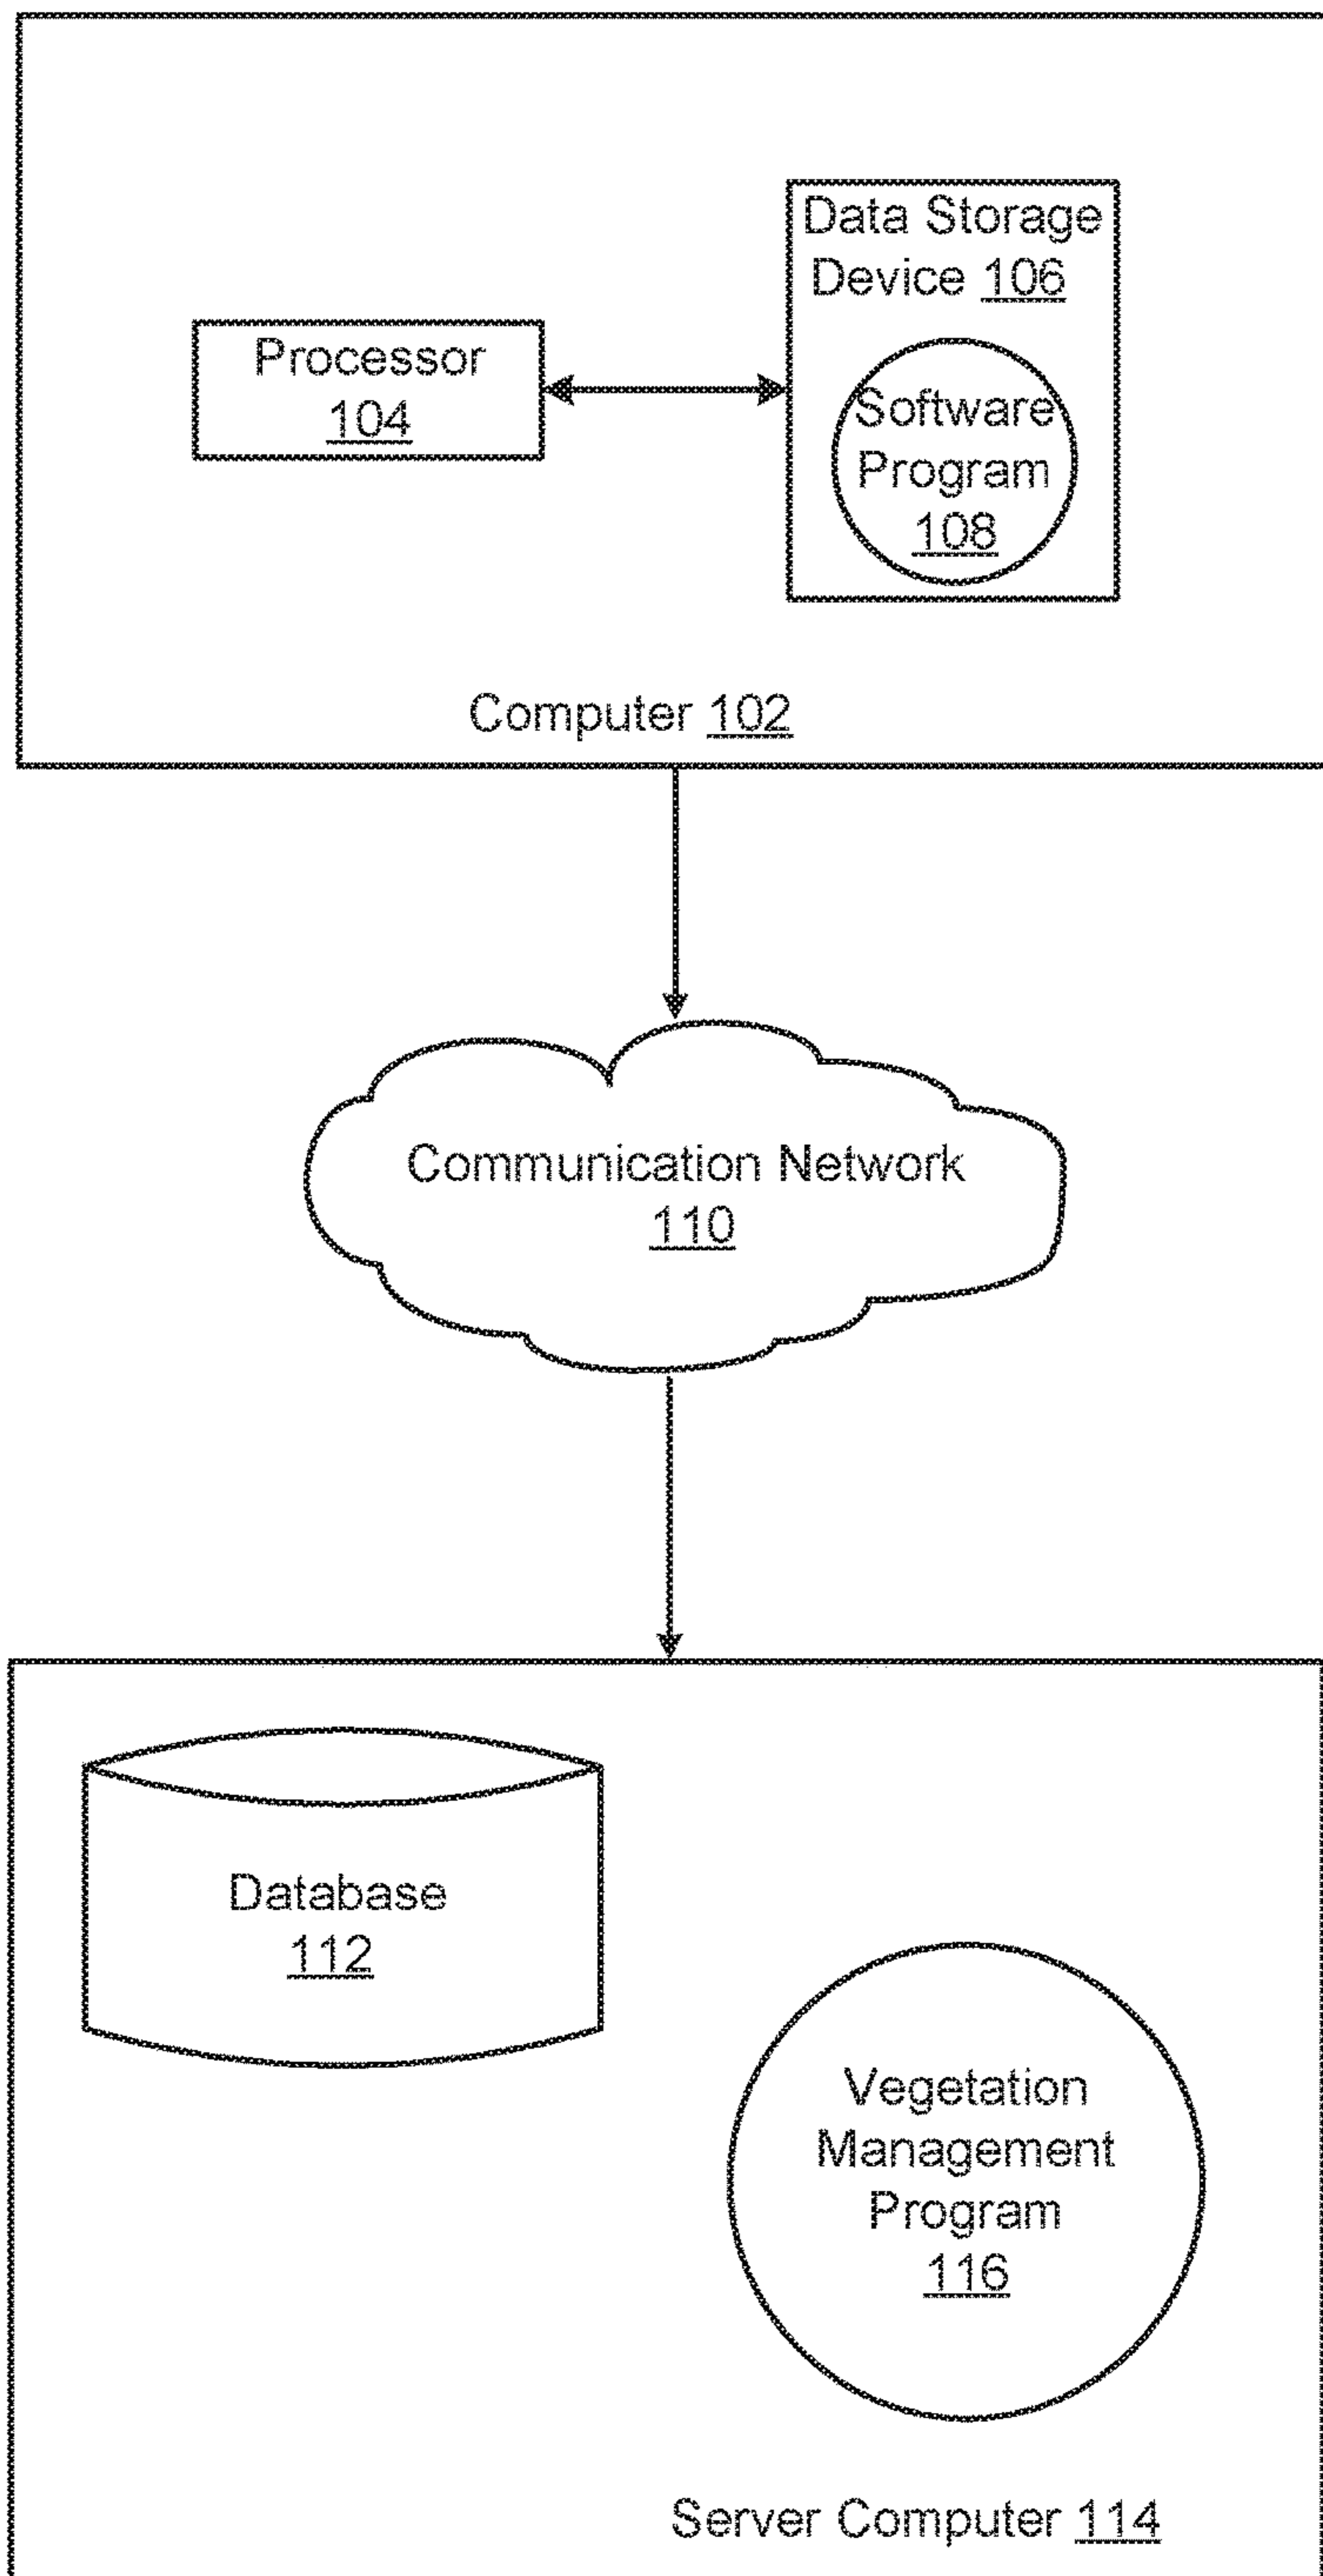 Data Storage
Device 106
Processor
104
Software
Program
108
Computer 102
Communication Network
110
Database
112
Vegetation
Management
Program
116
Server Computer 114